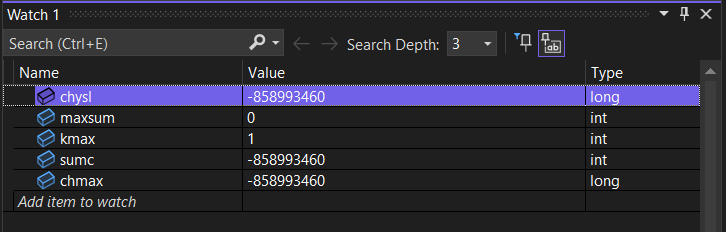 Watch 1
Search (Ctrl+E) Search Depth: 3
Name Value Type
chysl -858993460 long
maxsum 0 int
kmax 1 int
sumc -858993460 int
chmax -858993460 long
Add item to watch